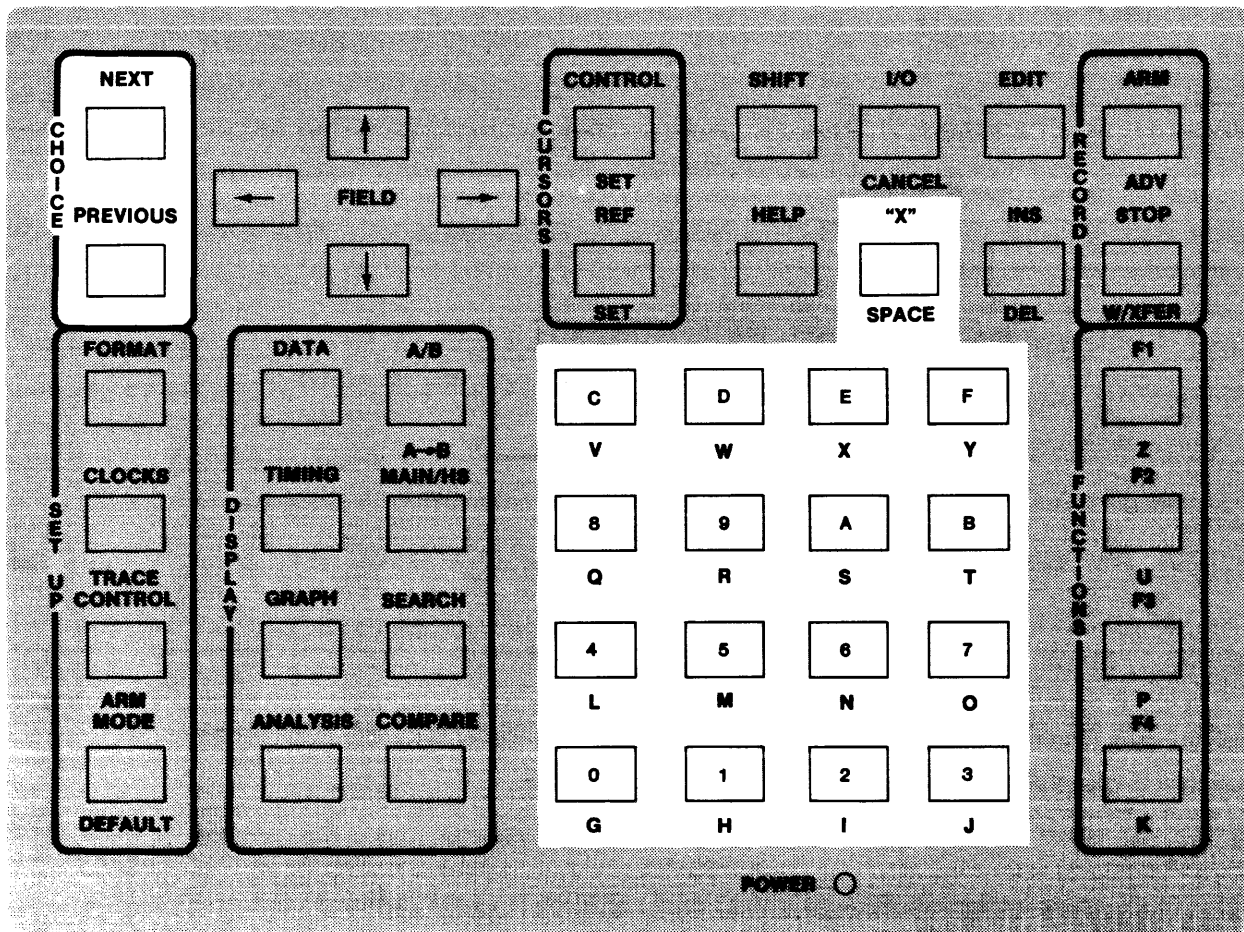 NEXT
CHOICE
PREVIOUS
FIELD
CURSORS
CONTROL
SET
REF
SET
SHIFT
HELP
I/O
CANCEL
"X"
SPACE
EDIT
INS
DEL
RECORD
ARM
ADV
STOP
W/XFER
SET UP
FORMAT
CLOCKS
TRACE
CONTROL
ARM
MODE
DEFAULT
DISPLAY
DATA A/B
A→B
TIMING MAIN/HS
GRAPH SEARCH
ANALYSIS COMPARE
C D E F
V W X Y
8 9 A B
Q R S T
4 5 6 7
L M N O
0 1 2 3
G H I J
FUNCTIONS
F1
Z
F2
U
F3
P
F4
K
POWER